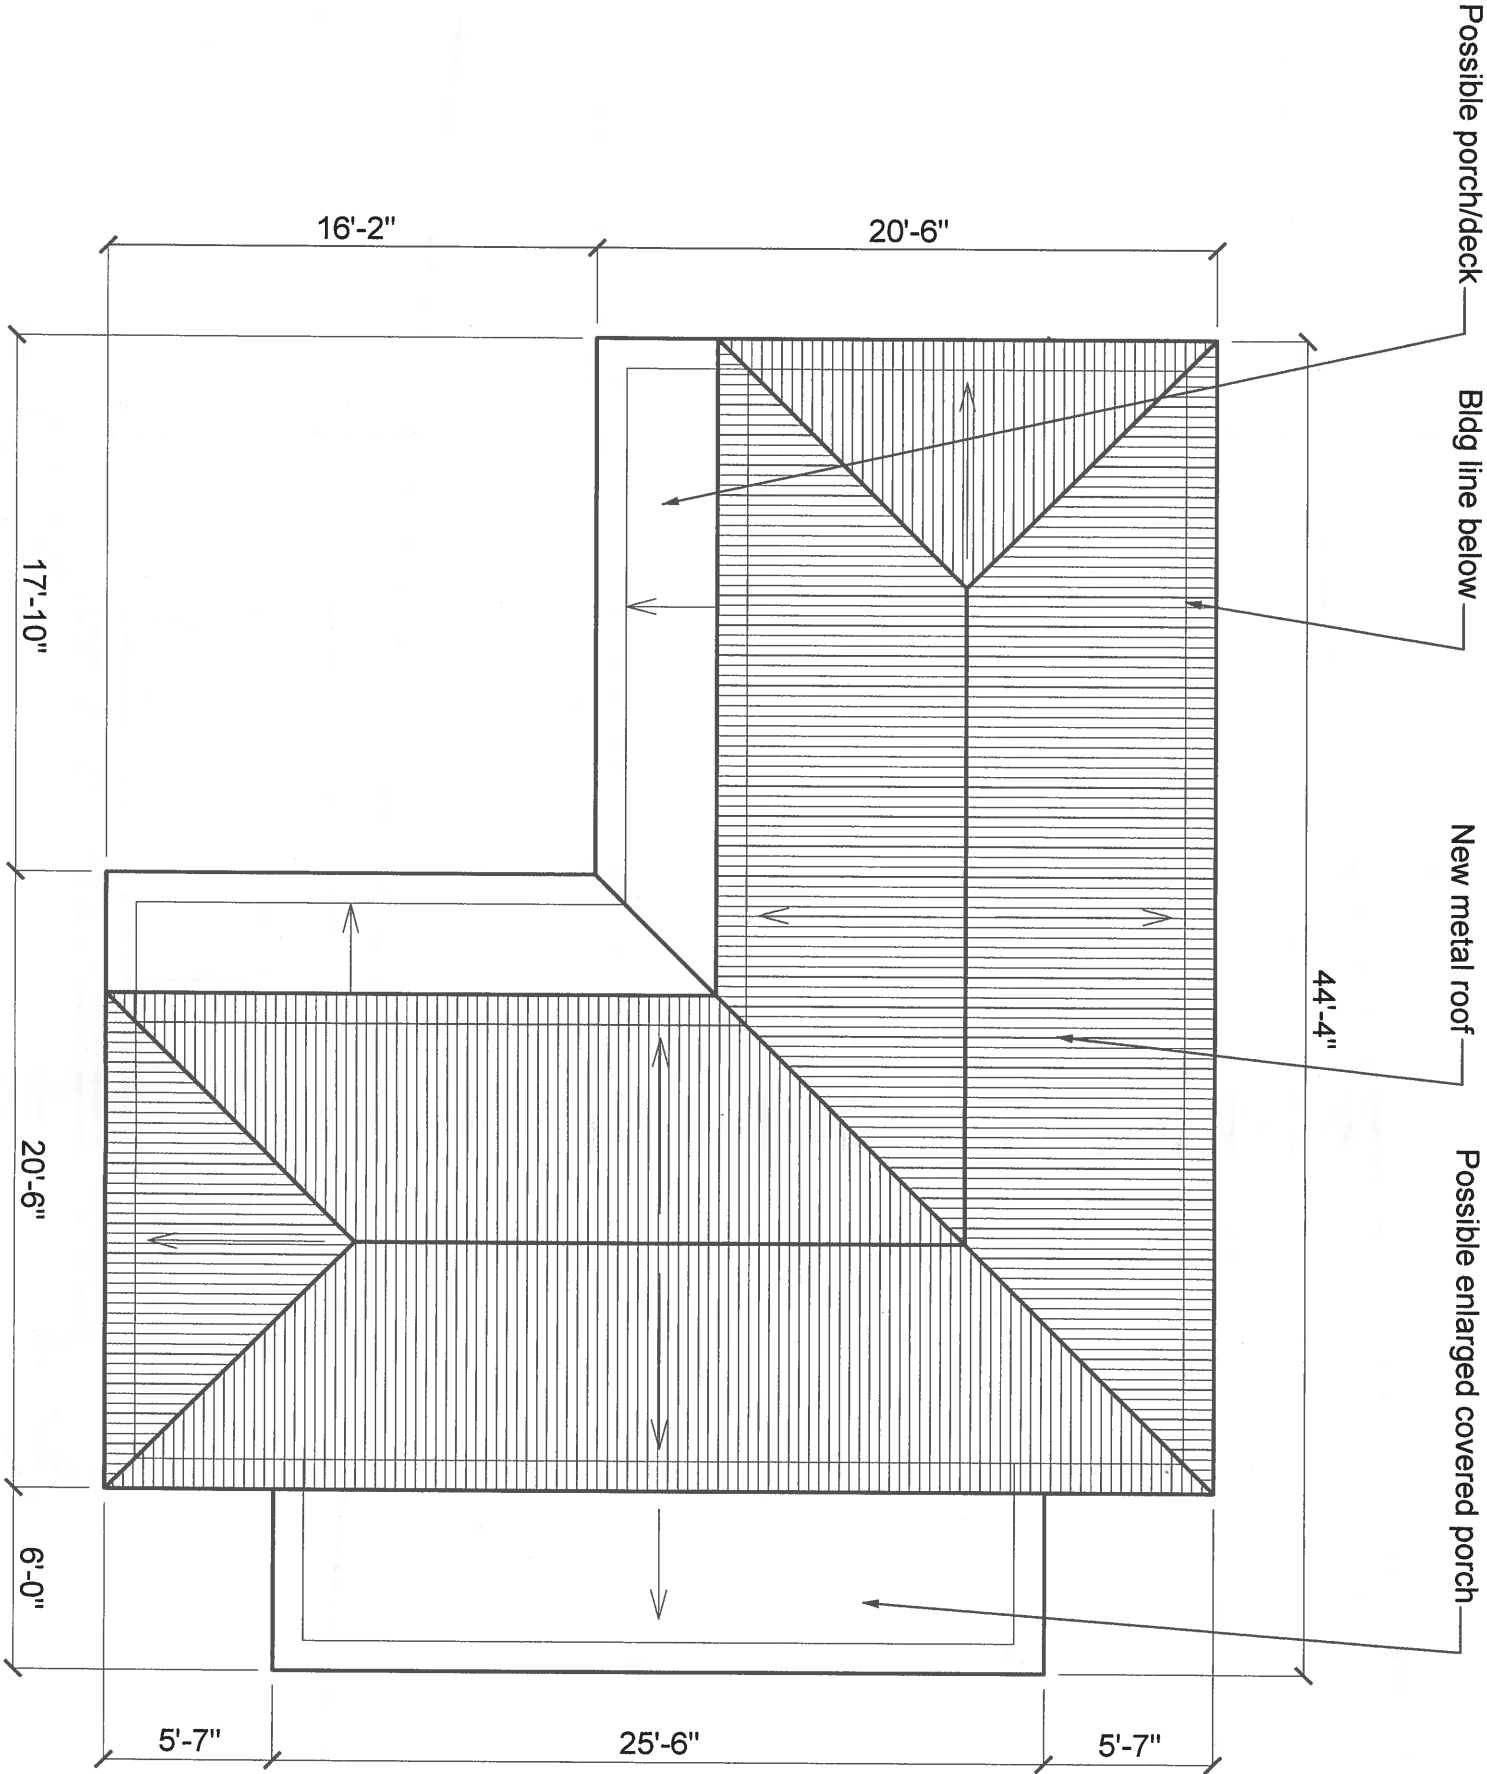 Possible porch/deck
Bldg line below
New metal roof
Possible enlarged covered porch
16'-2"
20'-6"
44'-4"
17'-10"
20'-6"
6'-0"
5'-7"
25'-6"
5'-7"